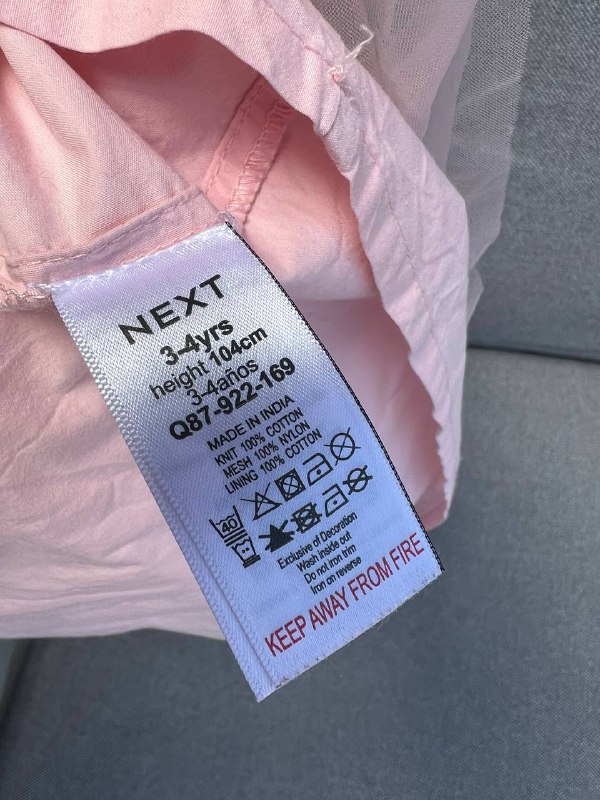 NEXT
3-4yrs
height 104cm
3-4años
Q87-922-169
MADE IN INDIA
KNIT 100% COTTON
MESH 100% NYLON
LINING 100% COTTON
40
Exclusive of Decoration
Wash inside out
Do not iron trim
Iron on reverse
KEEP AWAY FROM FIRE